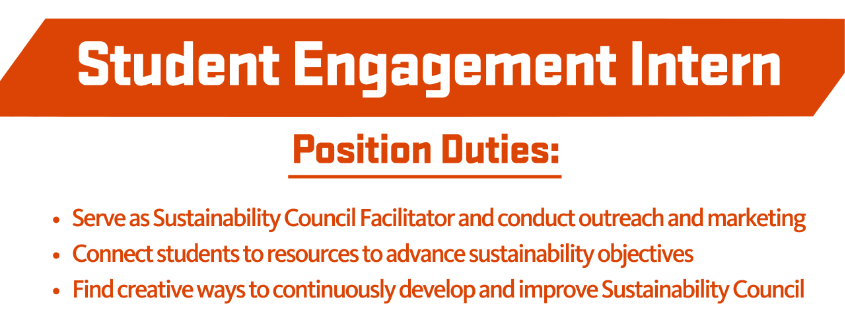 Student Engagement Intern
Position Duties:
• Serve as Sustainability Council Facilitator and conduct outreach and marketing
• Connect students to resources to advance sustainability objectives
• Find creative ways to continuously develop and improve Sustainability Council